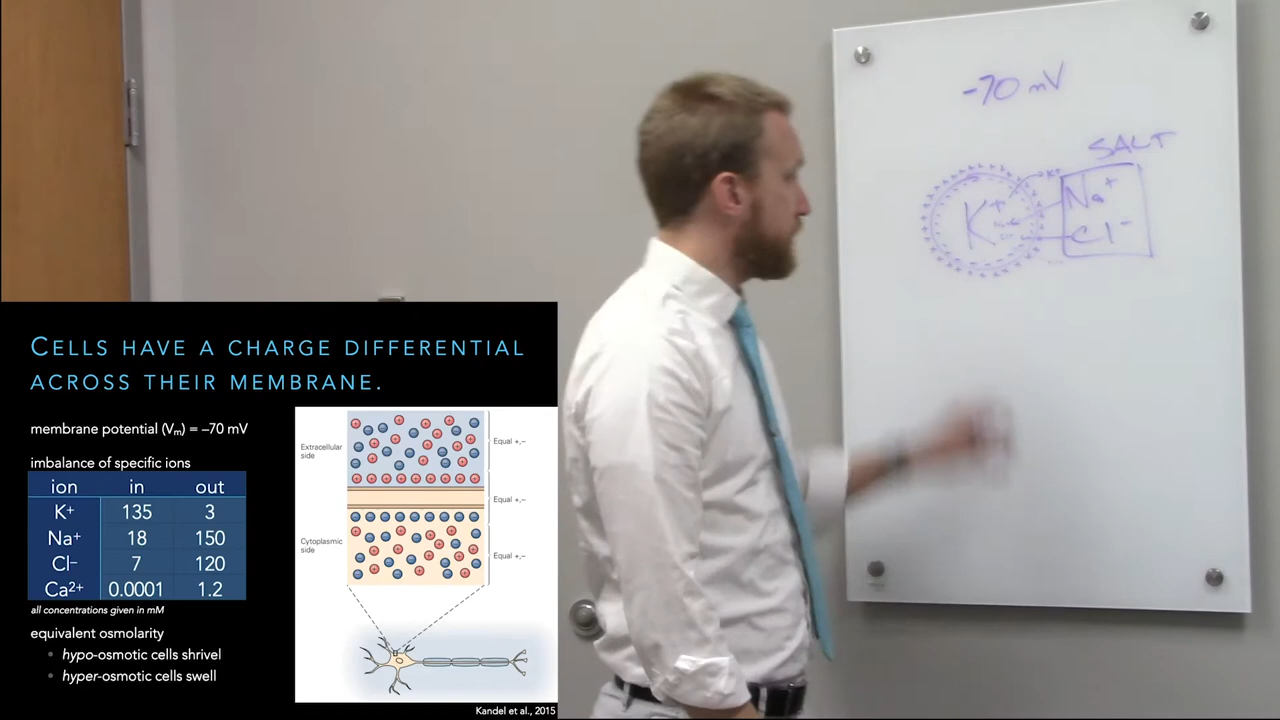 -70 mV
SALT
K+
K+
Na+
Cl-
CELLS HAVE A CHARGE DIFFERENTIAL
ACROSS THEIR MEMBRANE.
membrane potential (Vm) = –70 mV
imbalance of specific ions
ion in out
K+ 135 3
Na+ 18 150
Cl– 7 120
Ca2+ 0.0001 1.2
all concentrations given in mM
equivalent osmolarity
• hypo-osmotic cells shrivel
• hyper-osmotic cells swell
Extracellular
side
Equal +,–
Equal +,–
Cytoplasmic
side
Equal +,–
Kandel et al., 2015